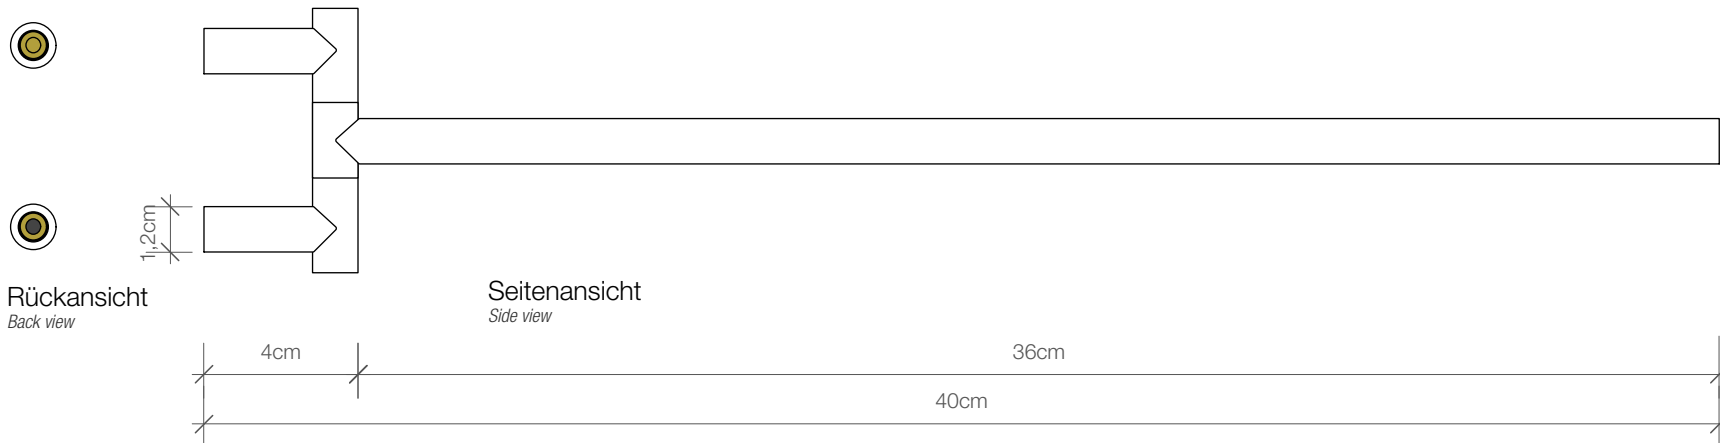 1,2cm
Rückansicht
Back view
Seitenansicht
Side view
4cm
36cm
40cm